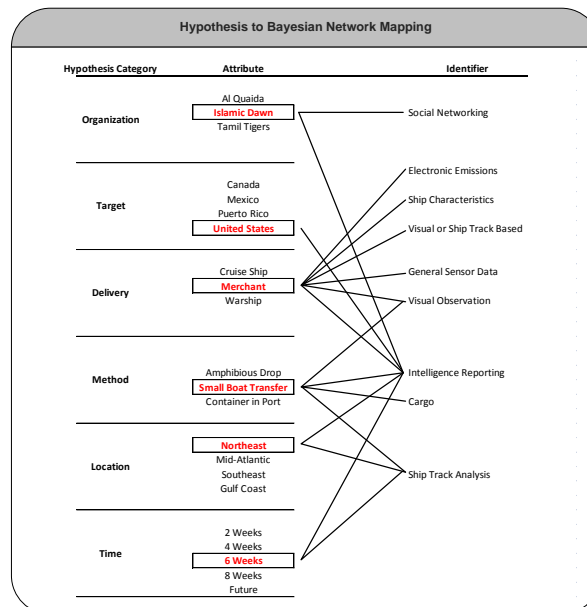 Hypothesis to Bayesian Network Mapping
Hypothesis Category Attribute Identifier
Al Quaida
Organization Islamic Dawn Social Networking
Tamil Tigers
Electronic Emissions
Canada
Mexico Ship Characteristics
Target
Puerto Rico
United States Visual or Ship Track Based
Cruise Ship General Sensor Data
Delivery Merchant
Warship Visual Observation
Amphibious Drop Intelligence Reporting
Method Small Boat Transfer
Container in Port Cargo
Northeast
Mid-Atlantic
Location
Southeast Ship Track Analysis
Gulf Coast
2 Weeks
4 Weeks
Time 6 Weeks
8 Weeks
Future